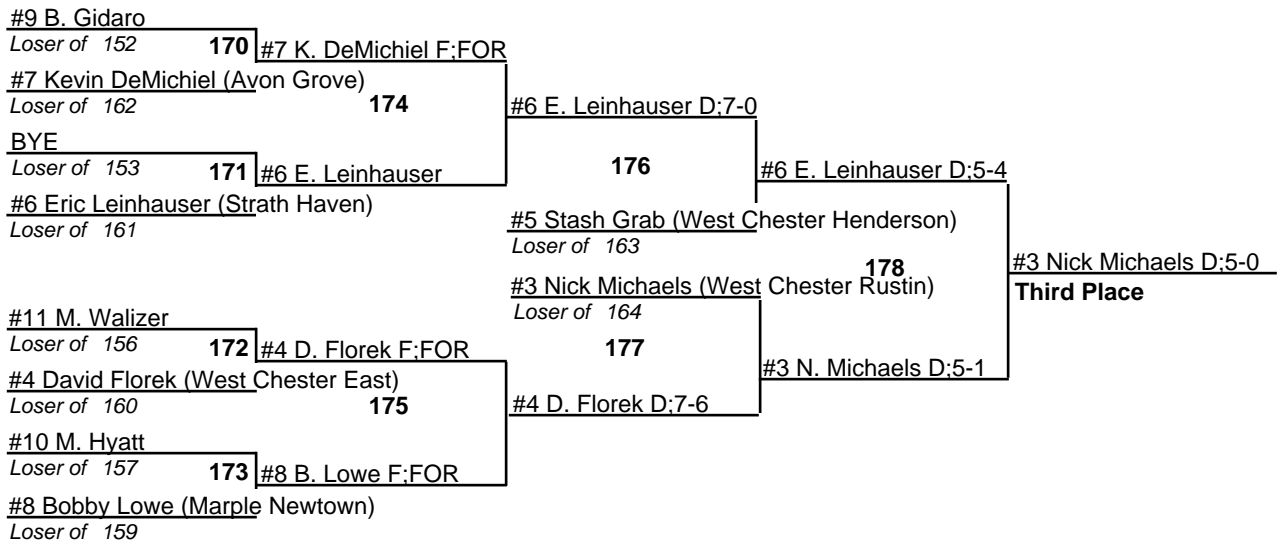 #9 B. Gidaro
Loser of 152
170
#7 K. DeMichiel F;FOR
#7 Kevin DeMichiel (Avon Grove)
Loser of 162
174
#6 E. Leinhauser D;7-0
BYE
Loser of 153
171
#6 E. Leinhauser
176
#6 E. Leinhauser D;5-4
#6 Eric Leinhauser (Strath Haven)
Loser of 161
#5 Stash Grab (West Chester Henderson)
Loser of 163
178
#3 Nick Michaels D;5-0
Third Place
#3 Nick Michaels (West Chester Rustin)
Loser of 164
#11 M. Walizer
Loser of 156
172
#4 D. Florek F;FOR
177
#3 N. Michaels D;5-1
#4 David Florek (West Chester East)
Loser of 160
175
#4 D. Florek D;7-6
#10 M. Hyatt
Loser of 157
173
#8 B. Lowe F;FOR
#8 Bobby Lowe (Marple Newtown)
Loser of 159